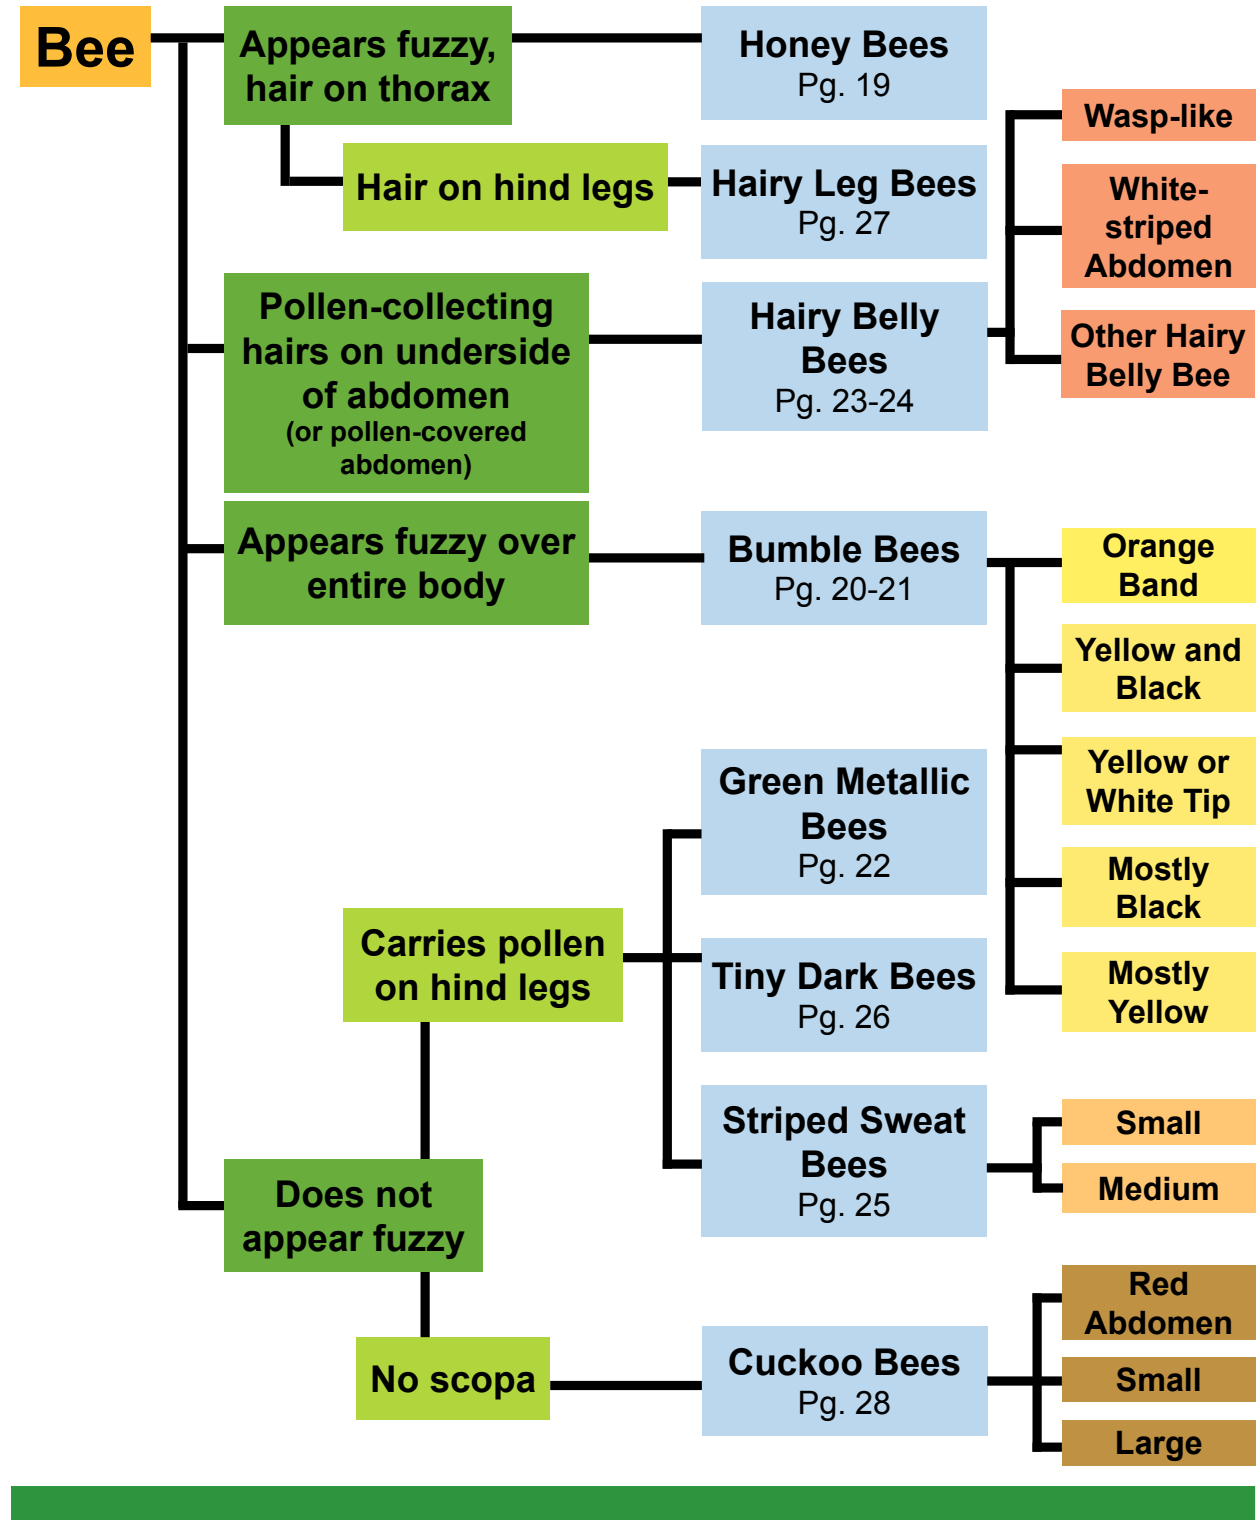 Bee
Appears fuzzy,
hair on thorax
Honey Bees
Pg. 19
Hair on hind legs
Hairy Leg Bees
Pg. 27
Pollen-collecting
hairs on underside
of abdomen
(or pollen-covered
abdomen)
Hairy Belly
Bees
Pg. 23-24
Wasp-like
White-
striped
Abdomen
Other Hairy
Belly Bee
Appears fuzzy over
entire body
Bumble Bees
Pg. 20-21
Orange
Band
Yellow and
Black
Yellow or
White Tip
Mostly
Black
Mostly
Yellow
Does not
appear fuzzy
Carries pollen
on hind legs
Green Metallic
Bees
Pg. 22
Tiny Dark Bees
Pg. 26
Striped Sweat
Bees
Pg. 25
Small
Medium
No scopa
Cuckoo Bees
Pg. 28
Red
Abdomen
Small
Large